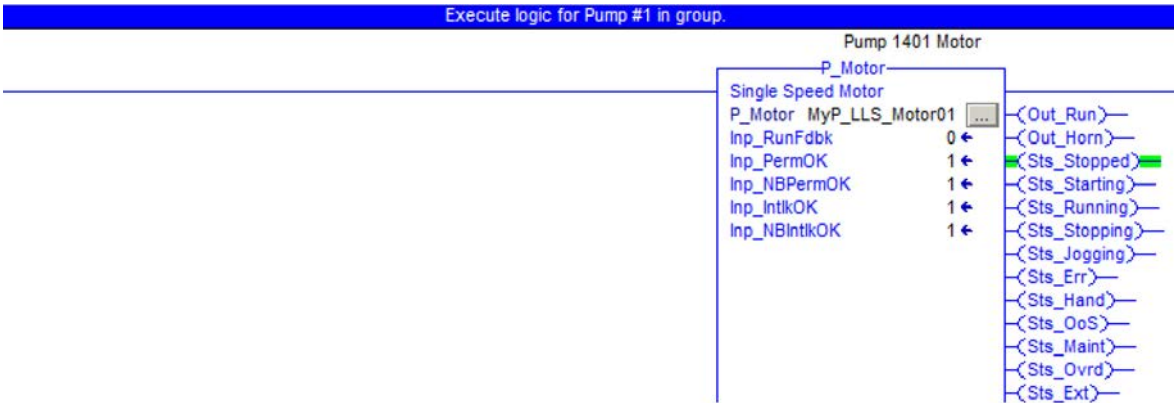 Execute logic for Pump #1 in group.
Pump 1401 Motor
P_Motor
Single Speed Motor
P_Motor MyP_LLS_Motor01 ... Out_Run
Inp_RunFdbk 0 Out_Horn
Inp_PermOK 1 Sts_Stopped
Inp_NBPermOK 1 Sts_Starting
Inp_IntlkOK 1 Sts_Running
Inp_NBIntlkOK 1 Sts_Stopping
Sts_Jogging
Sts_Err
Sts_Hand
Sts_OoS
Sts_Maint
Sts_Ovrd
Sts_Ext